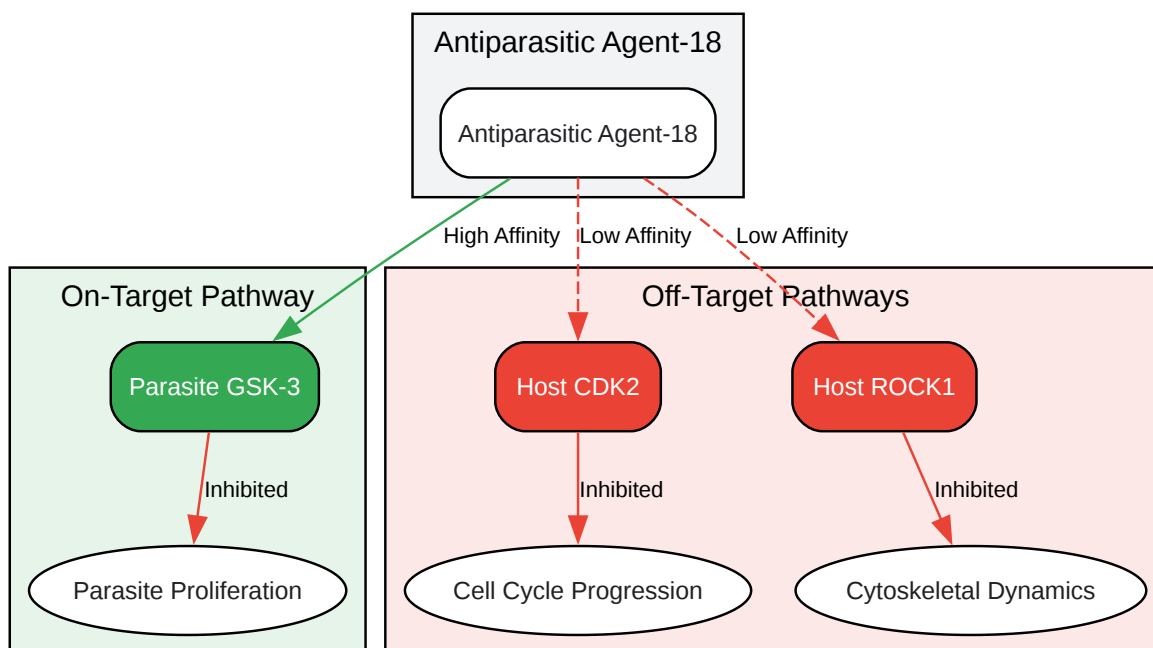 Antiparasitic Agent-18
Antiparasitic Agent-18
High Affinity
Low Affinity
Low Affinity
On-Target Pathway
Off-Target Pathways
Parasite GSK-3
Host CDK2
Host ROCK1
Inhibited
Inhibited
Inhibited
Parasite Proliferation
Cell Cycle Progression
Cytoskeletal Dynamics